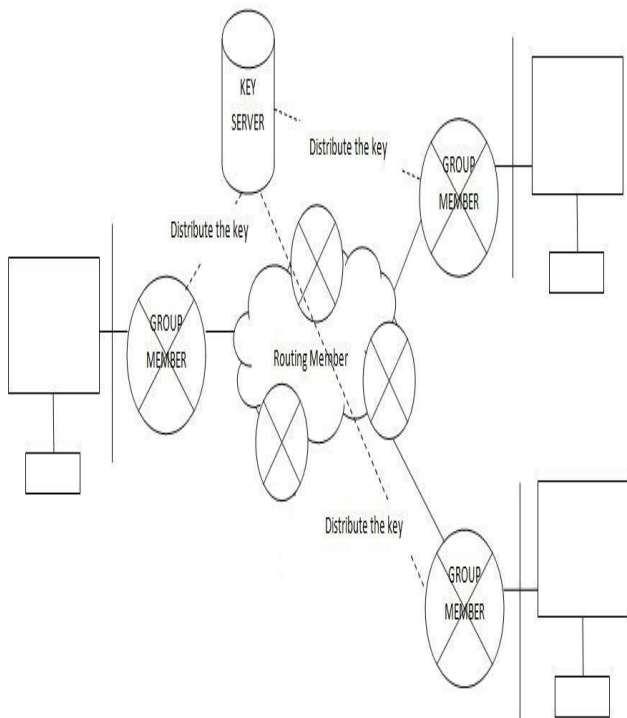 KEY
SERVER
Distribute the key
GROUP
MEMBER
Distribute the key
GROUP
MEMBER
Routing Member
Distribute the key
GROUP
MEMBER